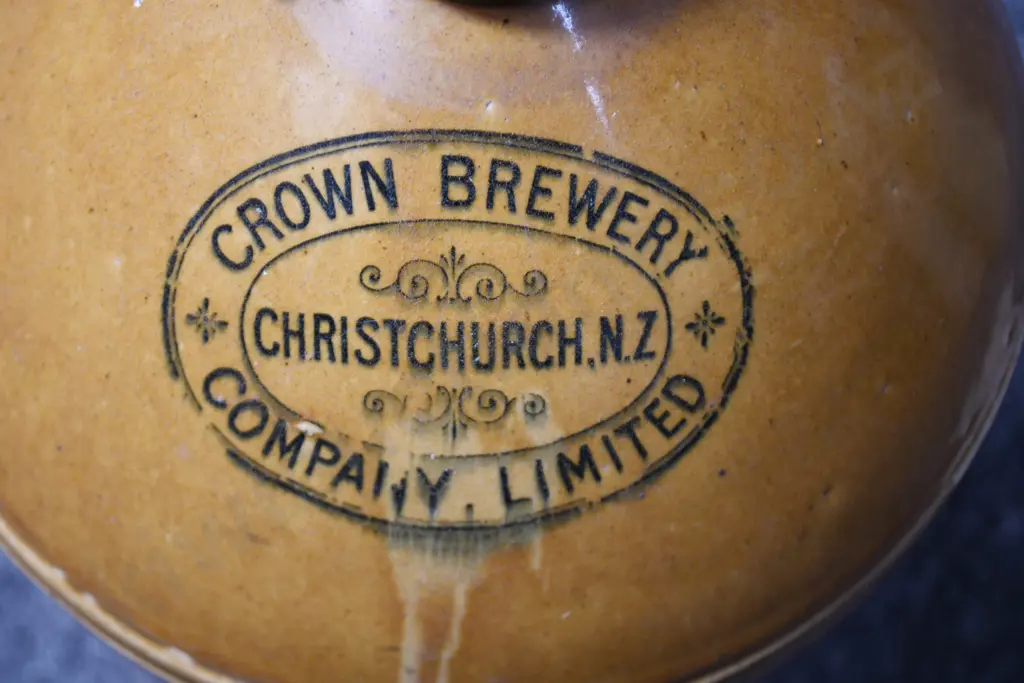 CROWN BREWERY
CHRISTCHURCH.N.Z
COMPANY. LIMITED